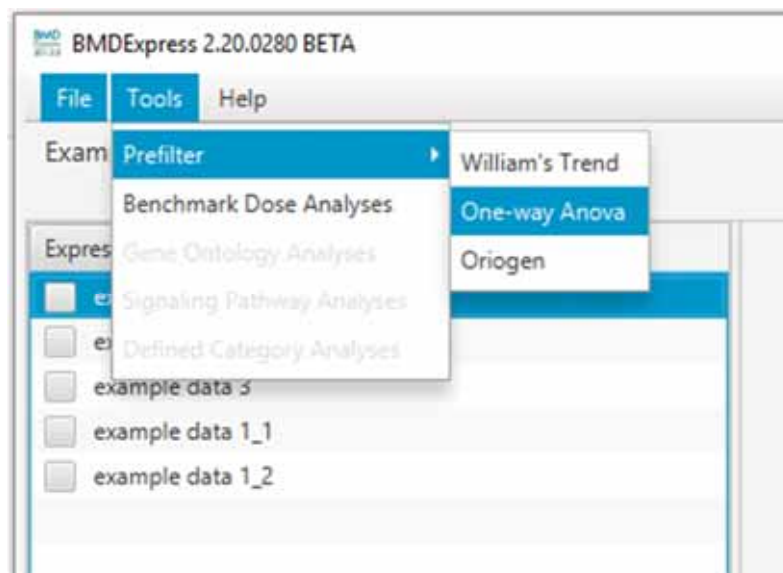 BMDExpress 2.20.0280 BETA
File Tools Help
Exam
Prefilter
William's Trend
Benchmark Dose Analyses
One-way Anova
Expres
Gene Ontology Analyses
Oriogen
Signaling Pathway Analyses
Defined Category Analyses
example data 3
example data 1_1
example data 1_2